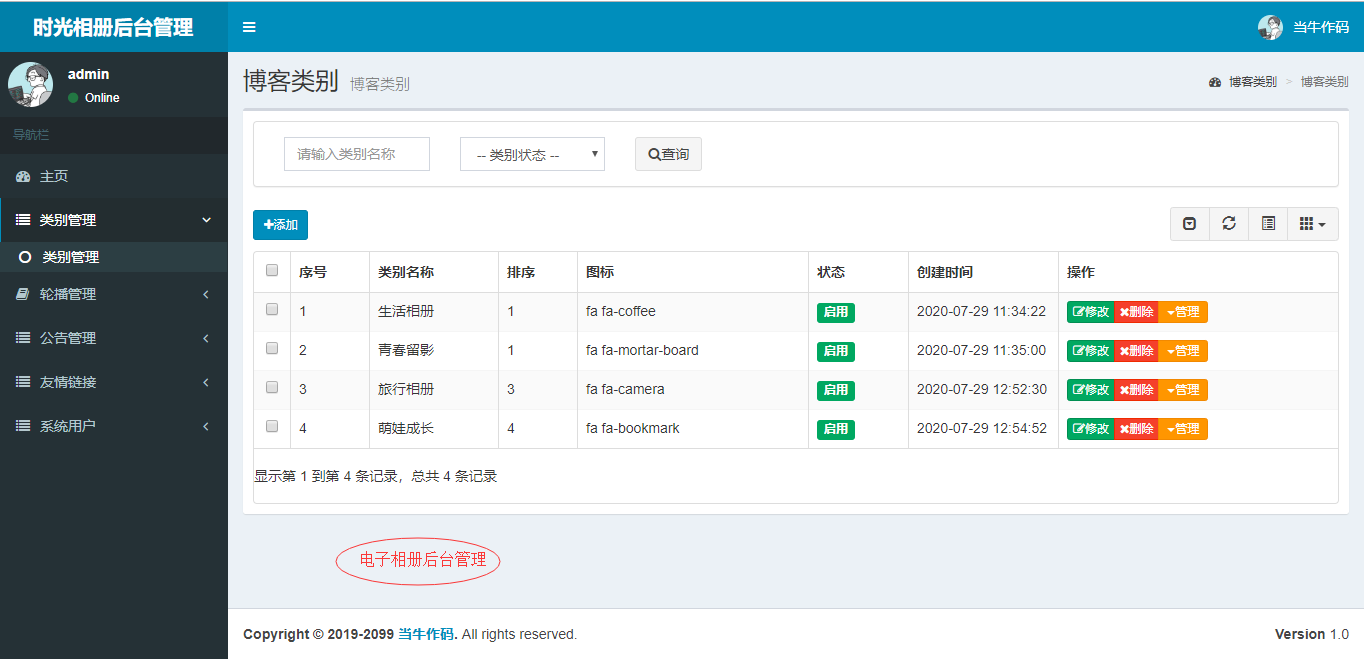 时光相册后台管理
当牛作码
admin
Online
导航栏
主页
类别管理
类别管理
轮播管理
公告管理
友情链接
系统用户
博客类别 博客类别
博客类别 > 博客类别
请输入类别名称 -- 类别状态 -- 查询
添加
序号 类别名称 排序 图标 状态 创建时间 操作
1 生活相册 1 fa fa-coffee 启用 2020-07-29 11:34:22 修改 删除 管理
2 青春留影 1 fa fa-mortar-board 启用 2020-07-29 11:35:00 修改 删除 管理
3 旅行相册 3 fa fa-camera 启用 2020-07-29 12:52:30 修改 删除 管理
4 萌娃成长 4 fa fa-bookmark 启用 2020-07-29 12:54:52 修改 删除 管理
显示第 1 到第 4 条记录，总共 4 条记录
电子相册后台管理
Copyright © 2019-2099 当牛作码. All rights reserved.
Version 1.0